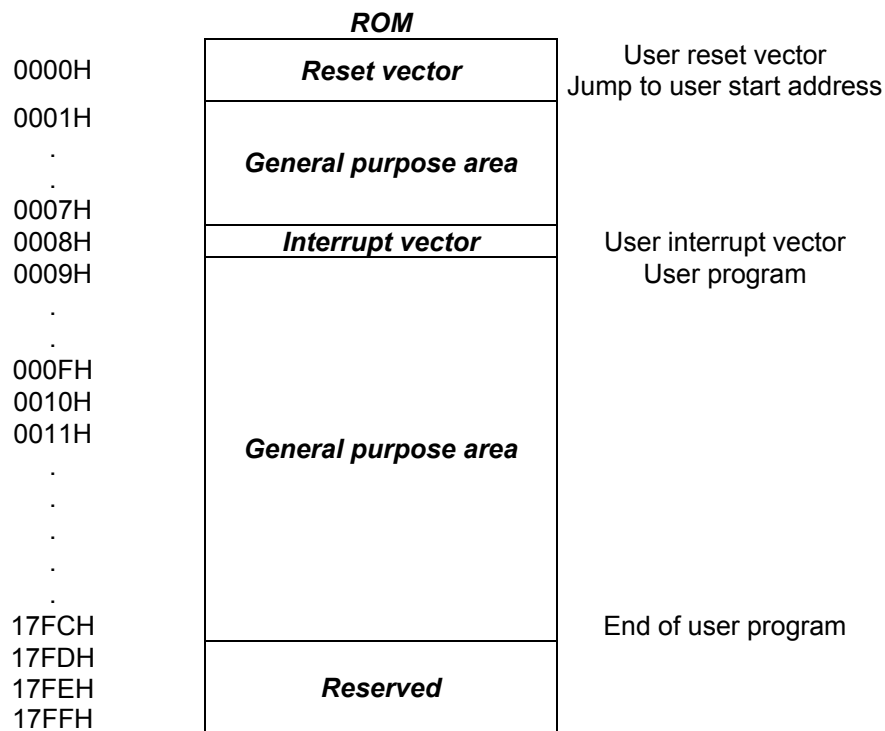 ROM
0000H Reset vector User reset vector
Jump to user start address
0001H
.
General purpose area
.
0007H
0008H Interrupt vector User interrupt vector
0009H User program
.
.
000FH
0010H
0011H
General purpose area
.
.
.
.
.
17FCH End of user program
17FDH
17FEH Reserved
17FFH